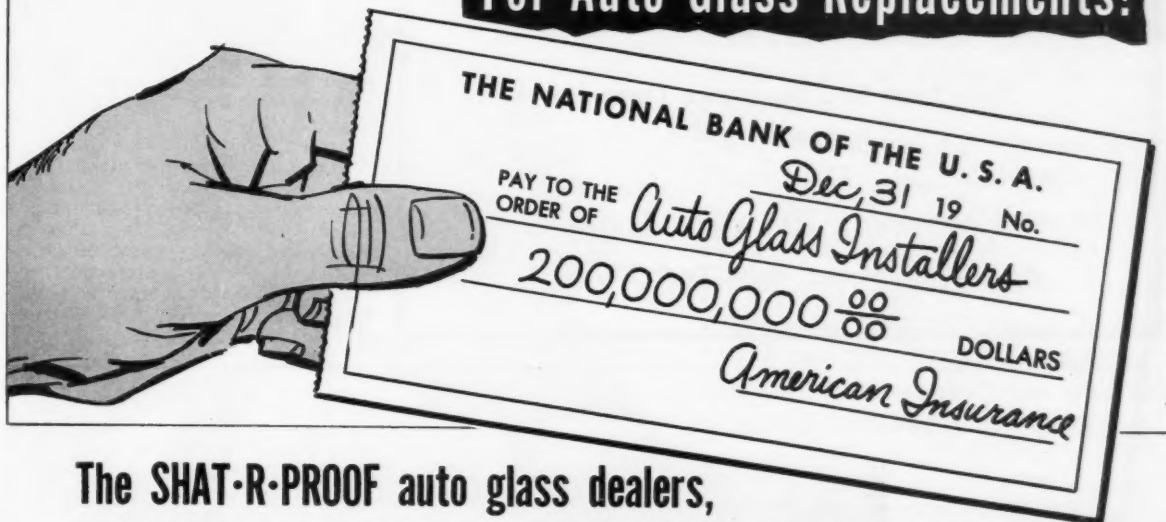 For Auto Glass Replacements!
THE NATIONAL BANK OF THE U. S. A.
Dec, 31 19 No.
PAY TO THE
ORDER OF Auto Glass Installers
200,000,000 00/00 DOLLARS
American Insurance
The SHAT·R·PROOF auto glass dealers,